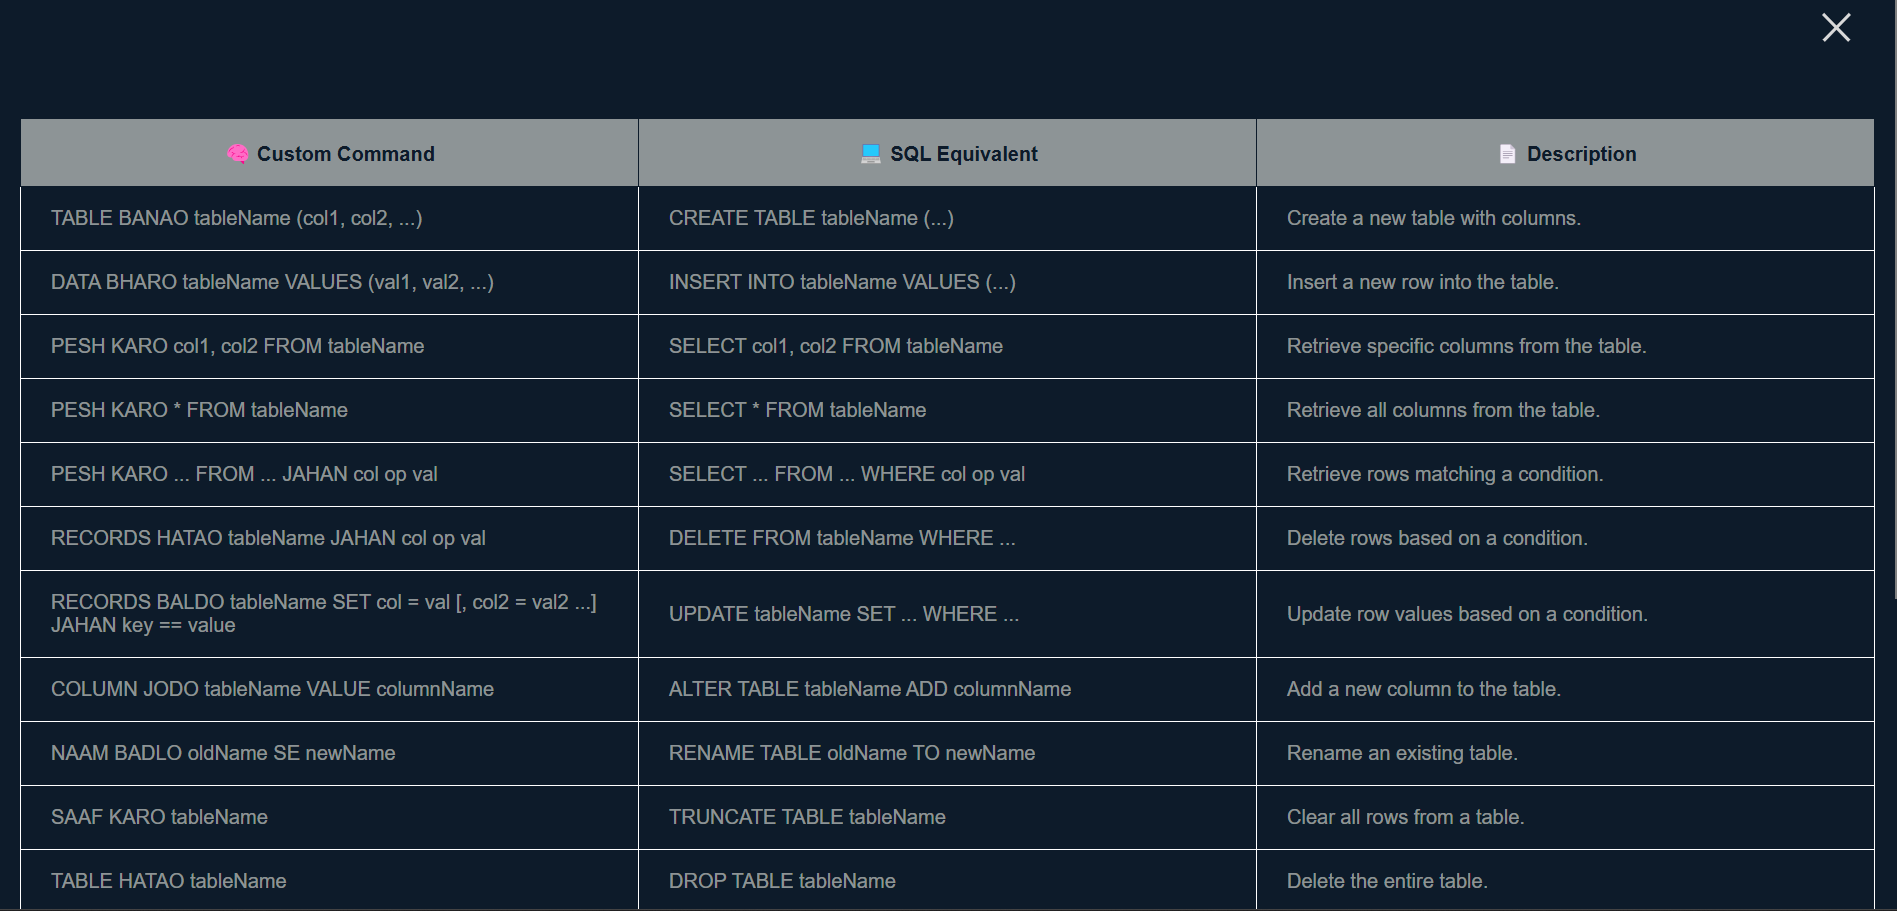 🧠 Custom Command
💻 SQL Equivalent
📄 Description
TABLE BANAO tableName (col1, col2, ...)
CREATE TABLE tableName (...)
Create a new table with columns.
DATA BHARO tableName VALUES (val1, val2, ...)
INSERT INTO tableName VALUES (...)
Insert a new row into the table.
PESH KARO col1, col2 FROM tableName
SELECT col1, col2 FROM tableName
Retrieve specific columns from the table.
PESH KARO * FROM tableName
SELECT * FROM tableName
Retrieve all columns from the table.
PESH KARO ... FROM ... JAHAN col op val
SELECT ... FROM ... WHERE col op val
Retrieve rows matching a condition.
RECORDS HATAO tableName JAHAN col op val
DELETE FROM tableName WHERE ...
Delete rows based on a condition.
RECORDS BALDO tableName SET col = val [, col2 = val2 ...]
JAHAN key == value
UPDATE tableName SET ... WHERE ...
Update row values based on a condition.
COLUMN JODO tableName VALUE columnName
ALTER TABLE tableName ADD columnName
Add a new column to the table.
NAAM BADLO oldName SE newName
RENAME TABLE oldName TO newName
Rename an existing table.
SAAF KARO tableName
TRUNCATE TABLE tableName
Clear all rows from a table.
TABLE HATAO tableName
DROP TABLE tableName
Delete the entire table.